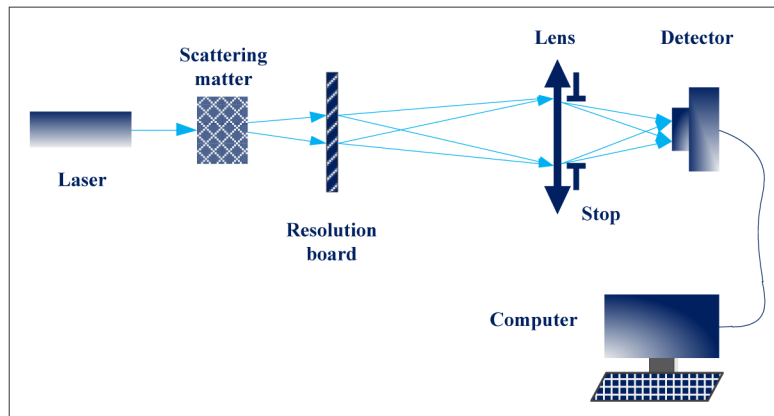 Lens
Detector
Scattering
matter
Laser
Resolution
board
Stop
Computer